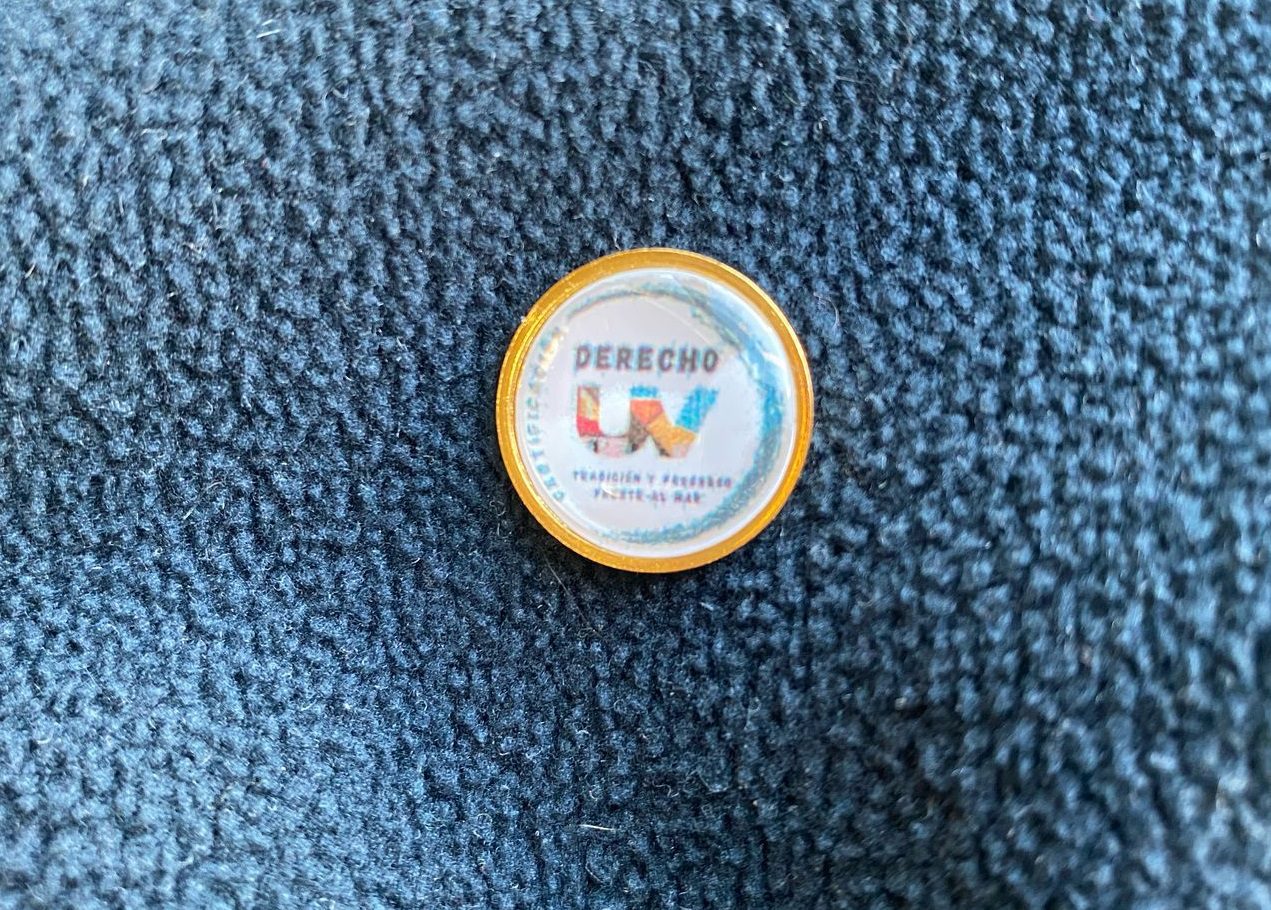 DERECHO
UV
TRADICIÓN Y PROGRESO
FRENTE AL MAR